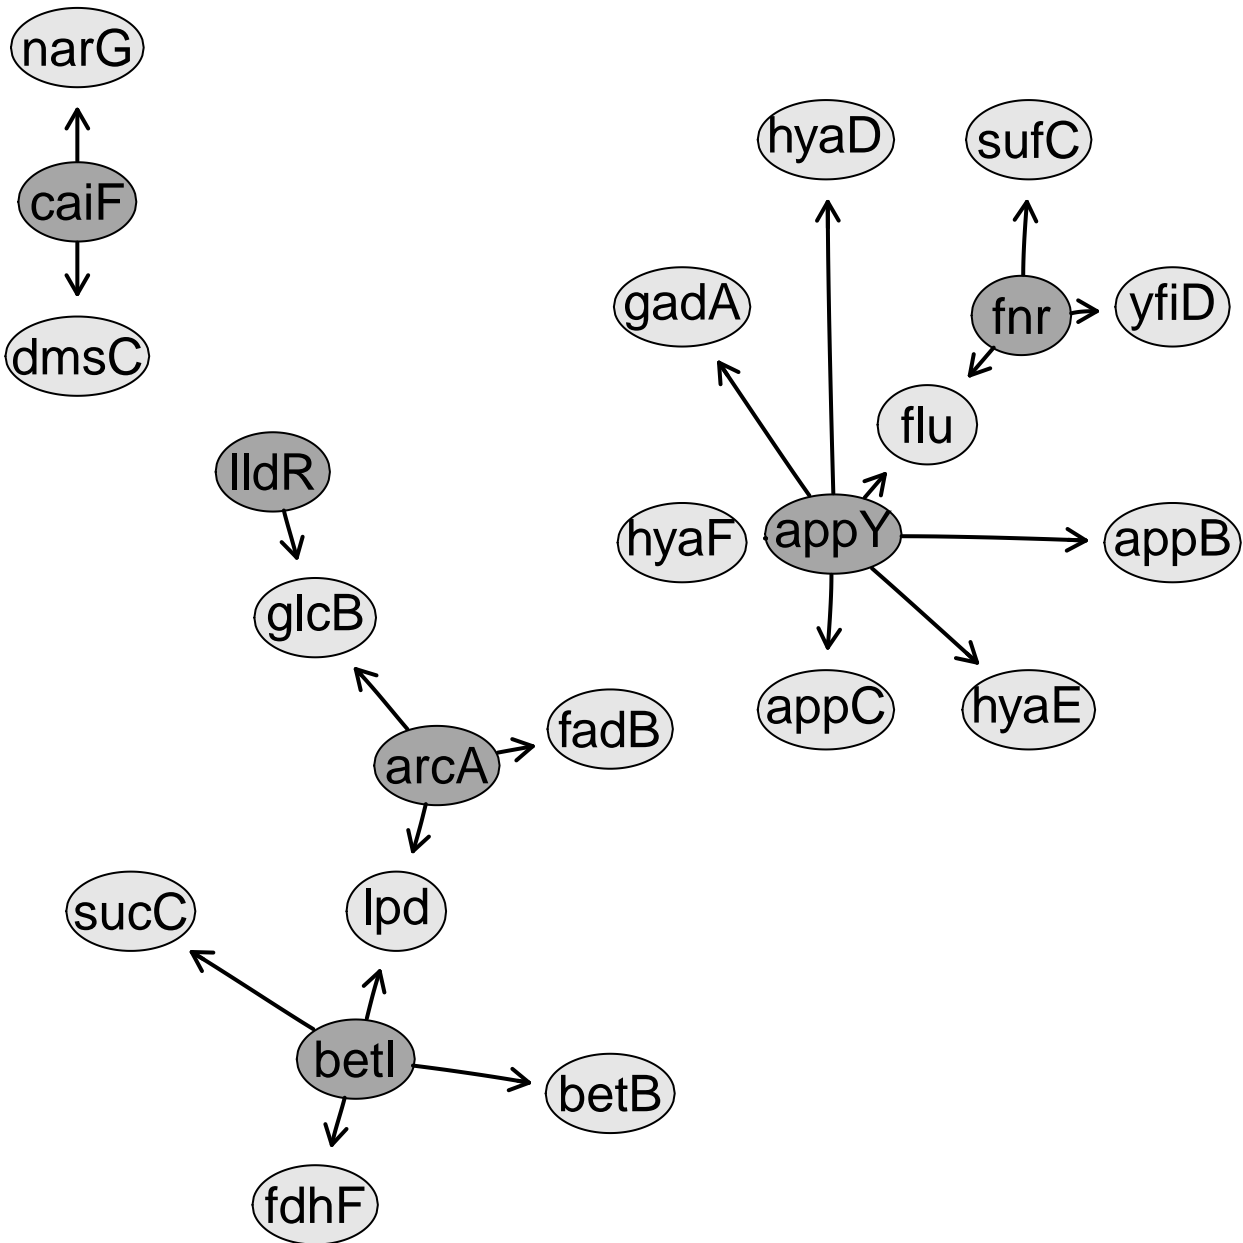 narG
hyaD
sufC
caiF
gadA
fnr
yfiD
dmsC
flu
lldR
hyaF
appY
appB
glcB
appC
hyaE
fadB
arcA
sucC
lpd
betI
betB
fdhF